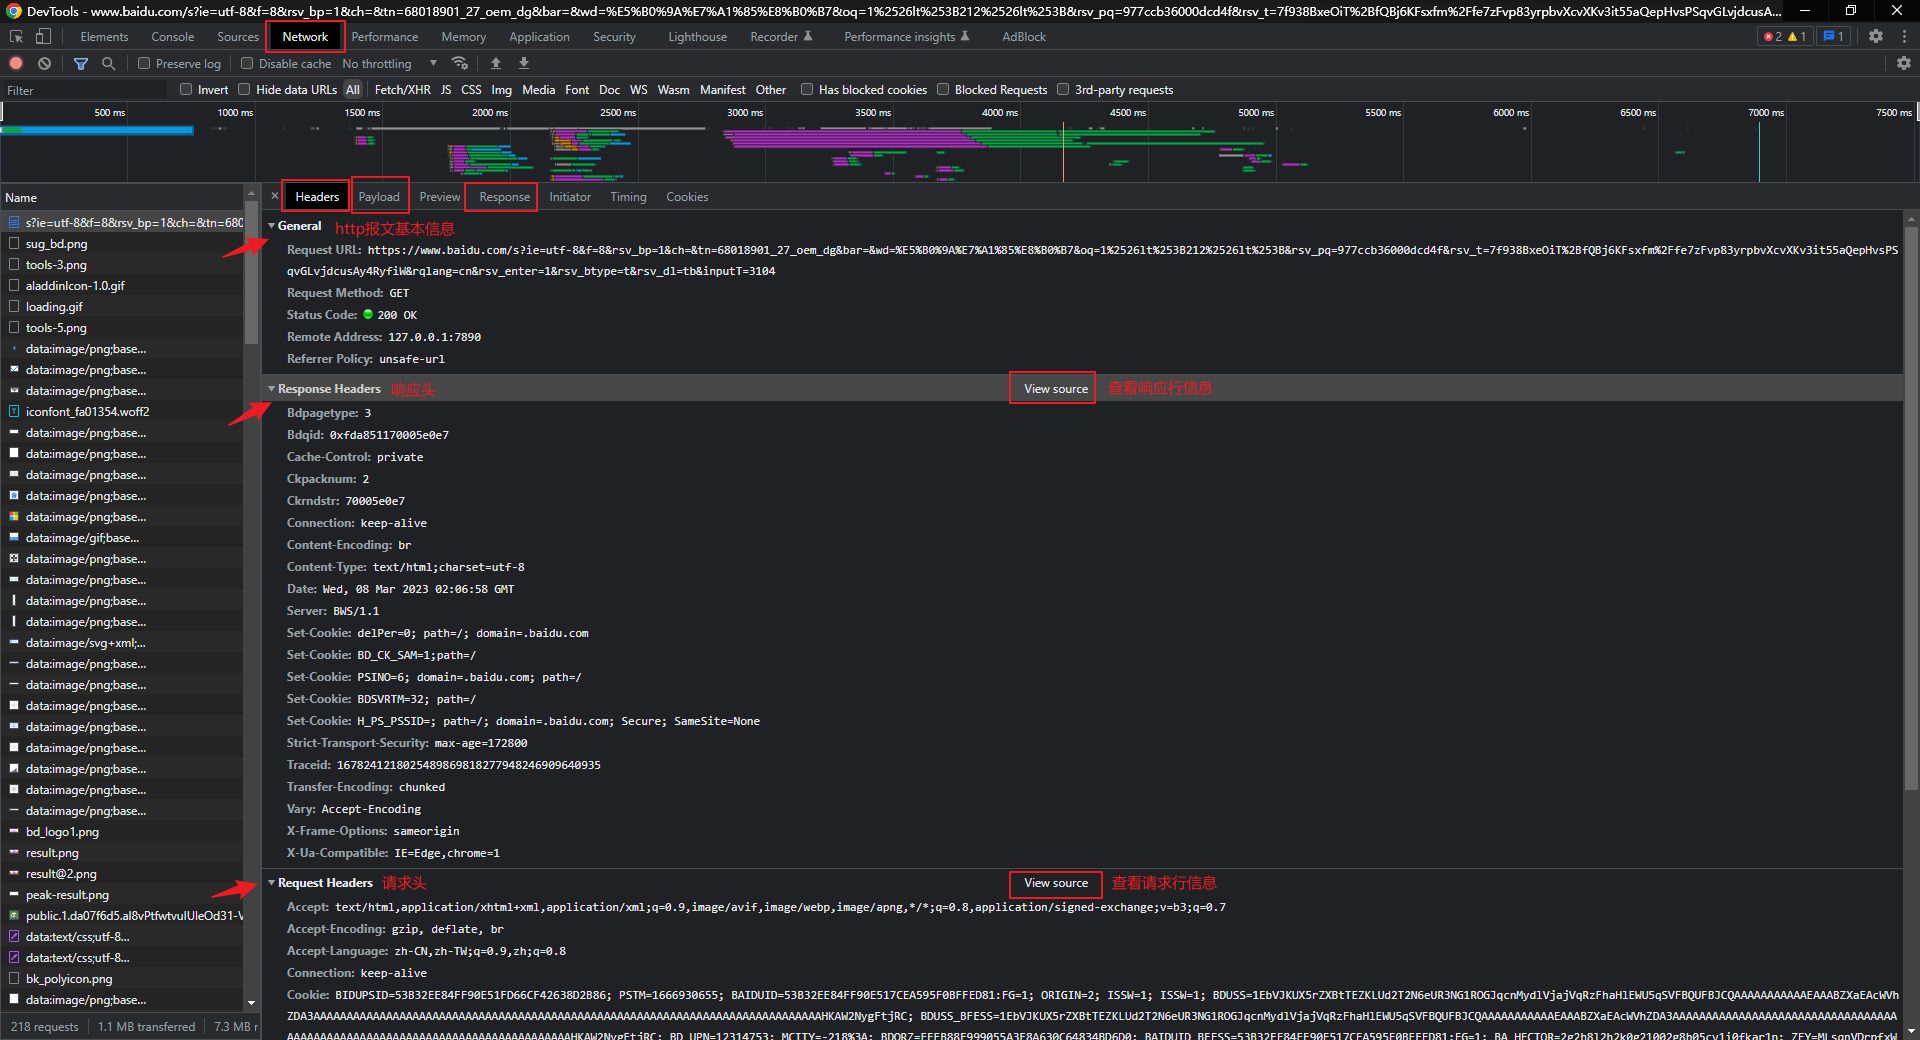 DevTools - www.baidu.com/s?ie=utf-8&f=8&rsv_bp=1&ch=&tn=68018901_27_oem_dg&bar=&wd=%E5%B0%9A%E7%A1%85%E8%B0%B7&oq=1%2526lt%253B212%2526lt%253B&rsv_pq=977ccb36000dcd4f&rsv_t=7f938BxeOiT%2BfQBj6KFsxfm%2Ffe7zFvp83yrpbvXcvXKv3it55aQepHvsPSqvGLvjdcusA...
Elements Console Sources Network Performance Memory Application Security Lighthouse Recorder Performance insights AdBlock 2 1 1
Preserve log Disable cache No throttling
Filter Invert Hide data URLs All Fetch/XHR JS CSS Img Media Font Doc WS Wasm Manifest Other Has blocked cookies Blocked Requests 3rd-party requests
500 ms 1000 ms 1500 ms 2000 ms 2500 ms 3000 ms 3500 ms 4000 ms 4500 ms 5000 ms 5500 ms 6000 ms 6500 ms 7000 ms 7500 ms
Name
s?ie=utf-8&f=8&rsv_bp=1&ch=&tn=680
sug_bd.png
tools-3.png
aladdinIcon-1.0.gif
loading.gif
tools-5.png
data:image/png;base...
data:image/png;base...
data:image/png;base...
iconfont_fa01354.woff2
data:image/png;base...
data:image/png;base...
data:image/png;base...
data:image/png;base...
data:image/png;base...
data:image/gif;base...
data:image/png;base...
data:image/png;base...
data:image/png;base...
data:image/png;base...
data:image/svg+xml;...
data:image/png;base...
data:image/png;base...
data:image/png;base...
data:image/png;base...
data:image/png;base...
data:image/png;base...
data:image/png;base...
data:image/png;base...
bd_logo1.png
result.png
result@2.png
peak-result.png
public.1.da07f6d5.al8vPtfwtvulUleOd31-V
data:text/css;utf-8...
data:text/css;utf-8...
bk_polyicon.png
data:image/png;base...
218 requests 1.1 MB transferred 7.3 MB r
Headers Payload Preview Response Initiator Timing Cookies
General http报文基本信息
Request URL: https://www.baidu.com/s?ie=utf-8&f=8&rsv_bp=1&ch=&tn=68018901_27_oem_dg&bar=&wd=%E5%B0%9A%E7%A1%85%E8%B0%B7&oq=1%2526lt%253B212%2526lt%253B&rsv_pq=977ccb36000dcd4f&rsv_t=7f938BxeOiT%2BfQBj6KFsxfm%2Ffe7zFvp83yrpbvXcvXKv3it55aQepHvsPS
qvGLvjdcusAy4RyfiW&rqlang=cn&rsv_enter=1&rsv_btype=t&rsv_dl=tb&inputT=3104
Request Method: GET
Status Code: 200 OK
Remote Address: 127.0.0.1:7890
Referrer Policy: unsafe-url
Response Headers 响应头 View source 查看响应行信息
Bdpagetype: 3
Bdqid: 0xfda851170005e0e7
Cache-Control: private
Ckpacknum: 2
Ckrndstr: 70005e0e7
Connection: keep-alive
Content-Encoding: br
Content-Type: text/html;charset=utf-8
Date: Wed, 08 Mar 2023 02:06:58 GMT
Server: BWS/1.1
Set-Cookie: delPer=0; path=/; domain=.baidu.com
Set-Cookie: BD_CK_SAM=1;path=/
Set-Cookie: PSINO=6; domain=.baidu.com; path=/
Set-Cookie: BDSVRTM=32; path=/
Set-Cookie: H_PS_PSSID=; path=/; domain=.baidu.com; Secure; SameSite=None
Strict-Transport-Security: max-age=172800
Traceid: 1678241218025489869818277948246909640935
Transfer-Encoding: chunked
Vary: Accept-Encoding
X-Frame-Options: sameorigin
X-Ua-Compatible: IE=Edge,chrome=1
Request Headers 请求头 View source 查看请求行信息
Accept: text/html,application/xhtml+xml,application/xml;q=0.9,image/avif,image/webp,image/apng,*/*;q=0.8,application/signed-exchange;v=b3;q=0.7
Accept-Encoding: gzip, deflate, br
Accept-Language: zh-CN,zh-TW;q=0.9,zh;q=0.8
Connection: keep-alive
Cookie: BIDUPSID=53B32EE84FF90E51FD66CF42638D2B86; PSTM=1666930655; BAIDUID=53B32EE84FF90E517CEA595F0BFFED81:FG=1; ORIGIN=2; ISSW=1; ISSW=1;